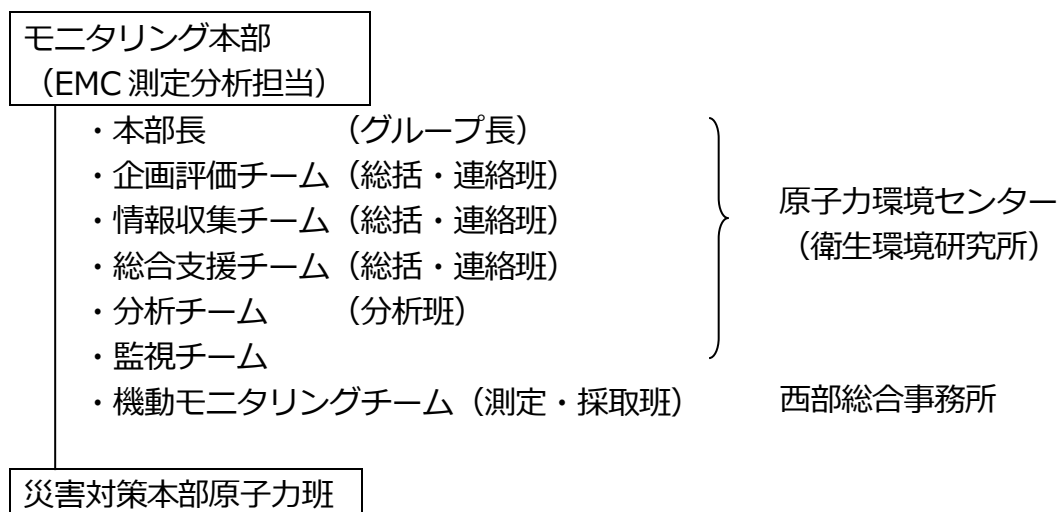 モニタリング本部
（EMC 測定分析担当）
・本部長　　　（グループ長）
・企画評価チーム（総括・連絡班）
・情報収集チーム（総括・連絡班）
・総合支援チーム（総括・連絡班）
・分析チーム　　（分析班）
・監視チーム
原子力環境センター
（衛生環境研究所）
・機動モニタリングチーム（測定・採取班）　西部総合事務所
災害対策本部原子力班